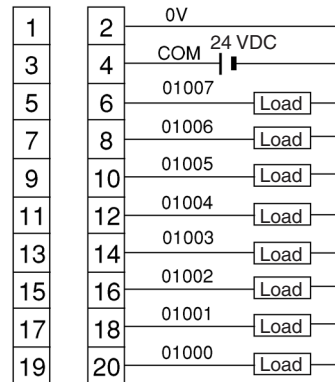 1 2 0V
3 4 COM 24 VDC
5 6 01007 Load
7 8 01006 Load
9 10 01005 Load
11 12 01004 Load
13 14 01003 Load
15 16 01002 Load
17 18 01001 Load
19 20 01000 Load